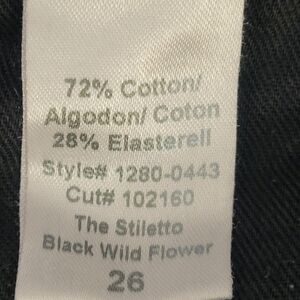 72% Cotton/
Algodon/ Coton
28% Elasterell
Style# 1280-0443
Cut# 102160
The Stiletto
Black Wild Flower
26